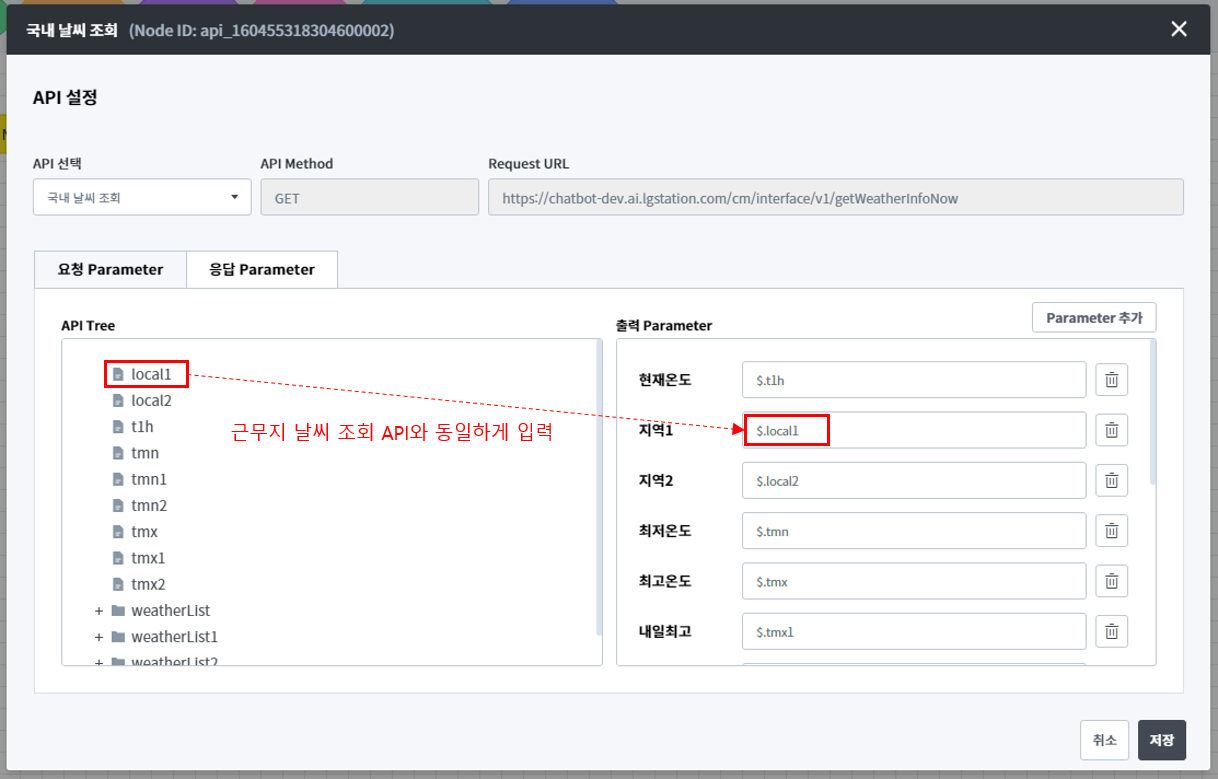 국내 날씨 조회 (Node ID: api_160455318304600002)
API 설정
API 선택
API Method
Request URL
국내 날씨 조회
GET
https://chatbot-dev.ai.lgstation.com/cm/interface/v1/getWeatherInfoNow
요청 Parameter
응답 Parameter
API Tree
출력 Parameter
Parameter 추가
local1
local2
t1h
tmn
tmn1
tmn2
tmx
tmx1
tmx2
+ weatherList
+ weatherList1
+ weatherList2
근무지 날씨 조회 API와 동일하게 입력
현재온도 $.t1h
지역1 $.local1
지역2 $.local2
최저온도 $.tmn
최고온도 $.tmx
내일최고 $.tmx1
취소
저장